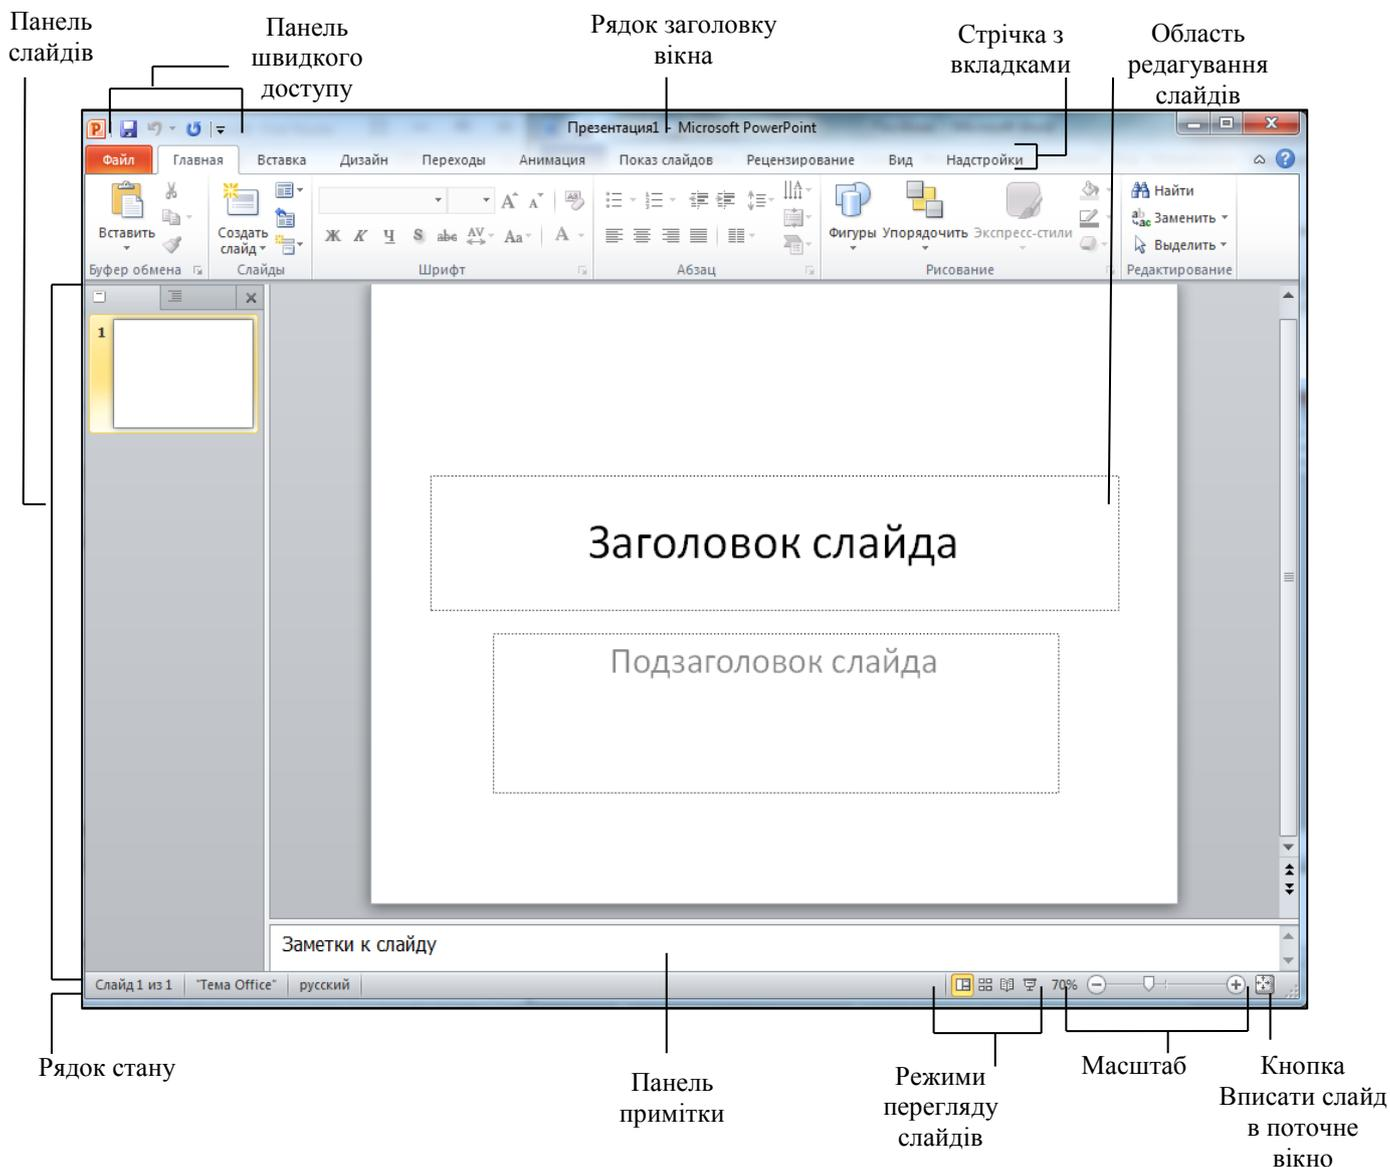 Панель
слайдів
Панель
швидкого
доступу
Рядок заголовку
вікна
Стрічка з
вкладками
Область
редагування
слайдів
Презентация1 - Microsoft PowerPoint
Файл Главная Вставка Дизайн Переходы Анимация Показ слайдов Рецензирование Вид Надстройки
Вставить
Буфер обмена
Создать
слайд
Слайды
Ж К Ч S abc AV Aa A
Шрифт
Абзац
Фигуры Упорядочить Экспресс-стили
Рисование
Найти
Заменить
Выделить
Редактирование
1
Заголовок слайда
Подзаголовок слайда
Заметки к слайду
Слайд 1 из 1 "Тема Office" русский 70%
Рядок стану
Панель
примітки
Режими
перегляду
слайдів
Масштаб
Кнопка
Вписати слайд
в поточне
вікно